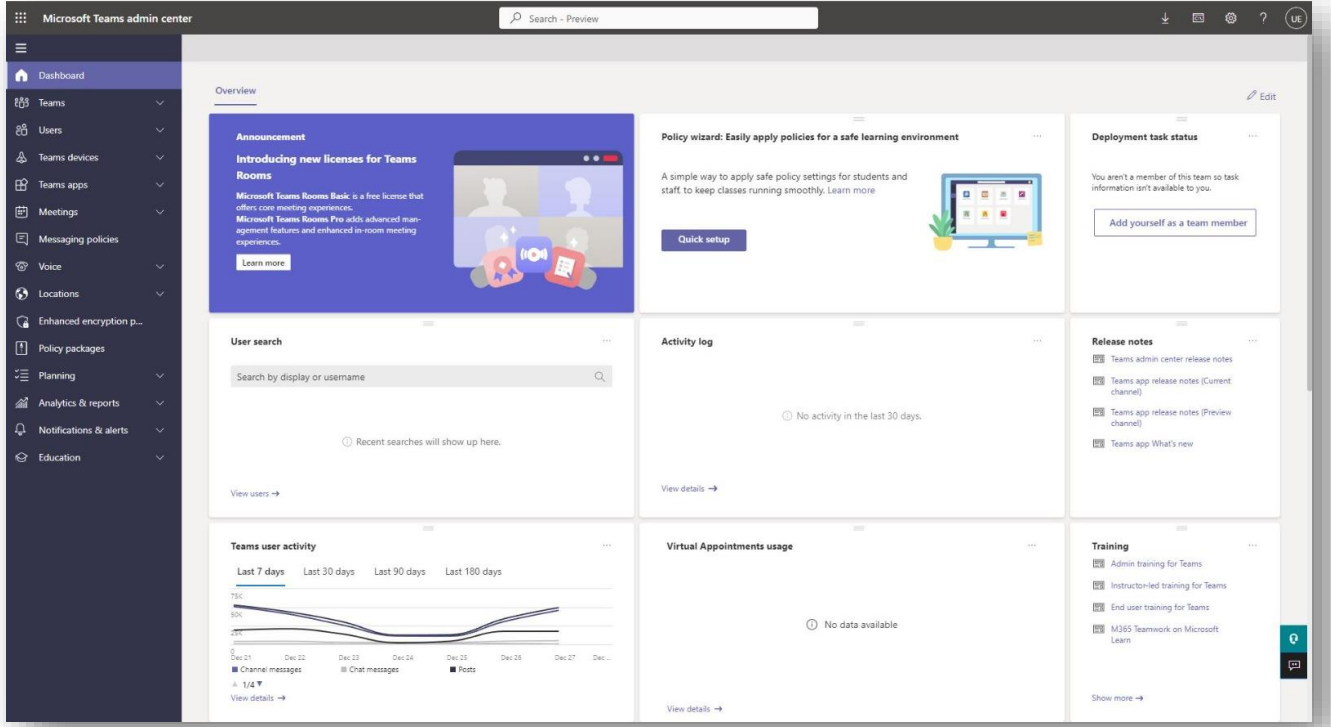 Microsoft Teams admin center
Search - Preview
?
UE
Dashboard
Teams
Users
Teams devices
Teams apps
Meetings
Messaging policies
Voice
Locations
Enhanced encryption p...
Policy packages
Planning
Analytics & reports
Notifications & alerts
Education
Overview
Edit
Announcement
Introducing new licenses for Teams
Rooms
Microsoft Teams Rooms Basic is a free license that
offers core meeting experiences.
Microsoft Teams Rooms Pro adds advanced man-
agement features and enhanced in-room meeting
experiences.
Learn more
Policy wizard: Easily apply policies for a safe learning environment
A simple way to apply safe policy settings for students and
staff, to keep classes running smoothly. Learn more
Quick setup
Deployment task status
You aren't a member of this team so task
information isn't available to you.
Add yourself as a team member
User search
Search by display or username
Recent searches will show up here.
View users →
Activity log
No activity in the last 30 days.
View details →
Release notes
Teams admin center release notes
Teams app release notes (Current
channel)
Teams app release notes (Preview
channel)
Teams app What's new
Teams user activity
Last 7 days Last 30 days Last 90 days Last 180 days
75K
50K
25K
0
Dec 21 Dec 22 Dec 23 Dec 24 Dec 25 Dec 26 Dec 27 Dec ...
Channel messages Chat messages Posts
1/4
View details →
Virtual Appointments usage
No data available
View details →
Training
Admin training for Teams
Instructor-led training for Teams
End user training for Teams
M365 Teamwork on Microsoft
Learn
Show more →